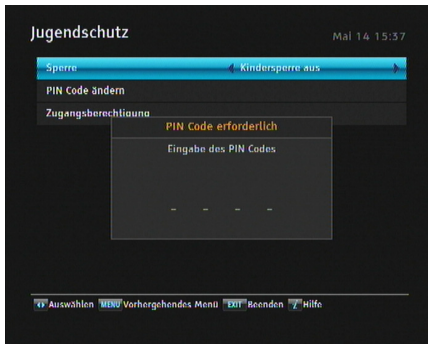 Jugendschutz
Mai 14 15:37
Sperre Kindersperre aus
PIN Code ändern
Zugangsberechtigung
PIN Code erforderlich
Eingabe des PIN Codes
- - - -
Auswählen MENU Vorhergehendes Menü EXIT Beenden i Hilfe